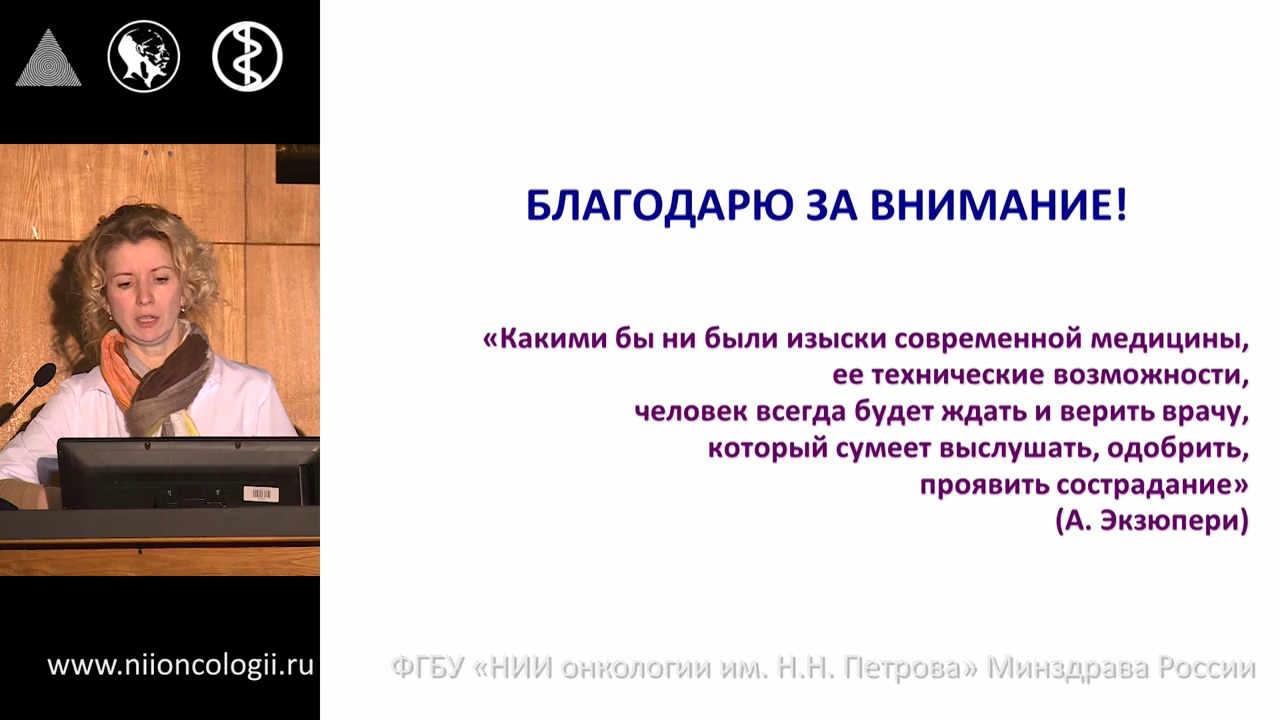 БЛАГОДАРЮ ЗА ВНИМАНИЕ!
«Какими бы ни были изыски современной медицины,
ее технические возможности,
человек всегда будет ждать и верить врачу,
который сумеет выслушать, одобрить,
проявить сострадание»
(А. Экзюпери)
www.niioncologii.ru
ФГБУ «НИИ онкологии им. Н.Н. Петрова» Минздрава России